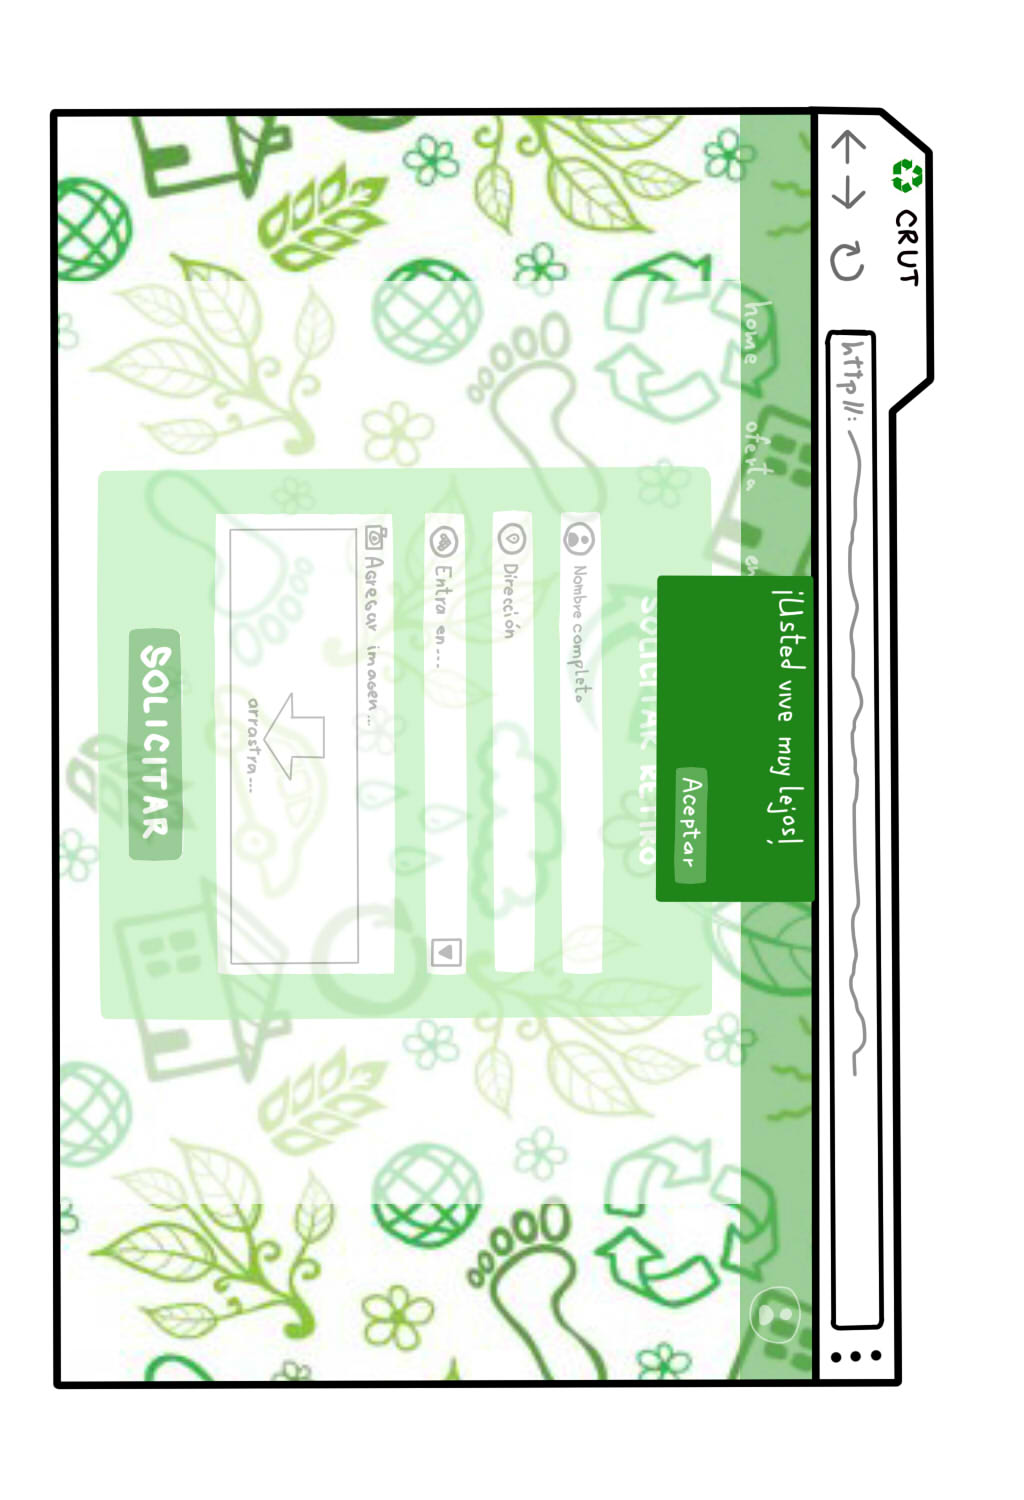 CRUT
http//:
¡Usted vive muy lejos!
home oferta en
Aceptar
SOLICITAR RETIRO
Nombre completo
Dirección
Entra en...
Agregar imagen...
arrastra...
SOLICITAR